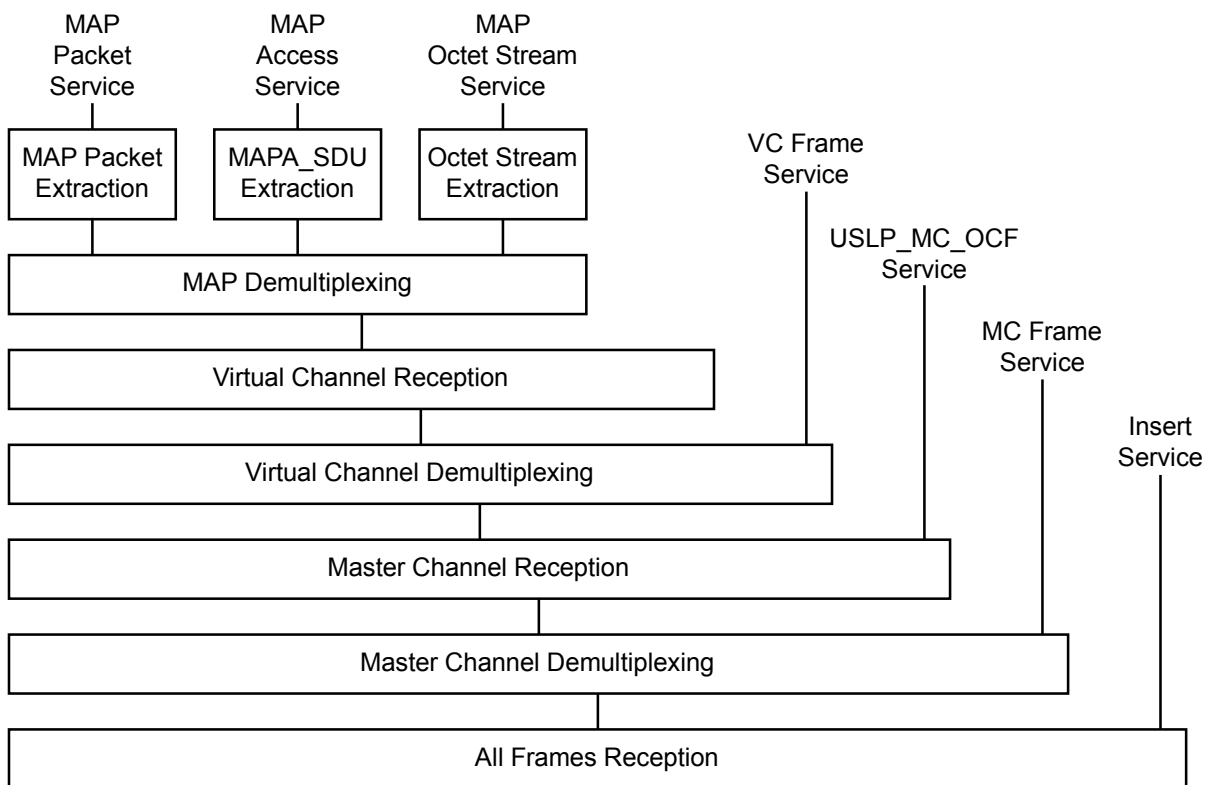 MAP
Packet
Service
MAP
Access
Service
MAP
Octet Stream
Service
MAP Packet
Extraction
MAPA_SDU
Extraction
Octet Stream
Extraction
VC Frame
Service
MAP Demultiplexing
USLP_MC_OCF
Service
Virtual Channel Reception
MC Frame
Service
Virtual Channel Demultiplexing
Insert
Service
Master Channel Reception
Master Channel Demultiplexing
All Frames Reception